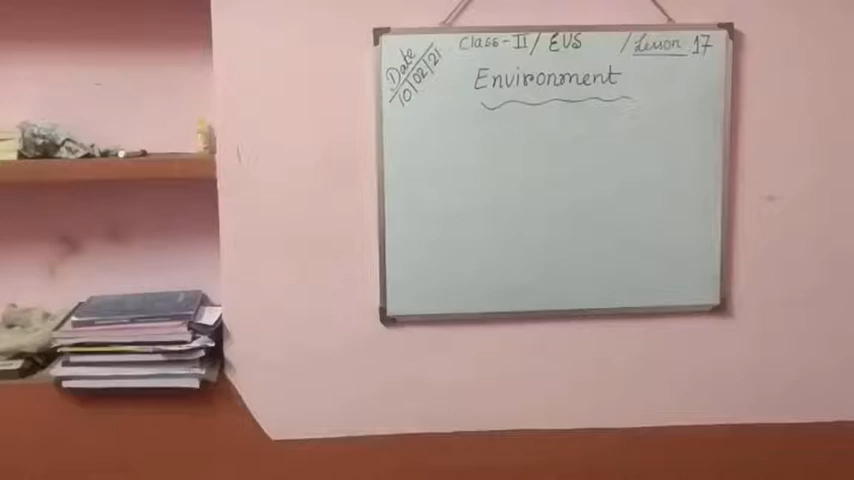 Date
10/02/21
Class-II/ EVS / Lesson 17
Environment